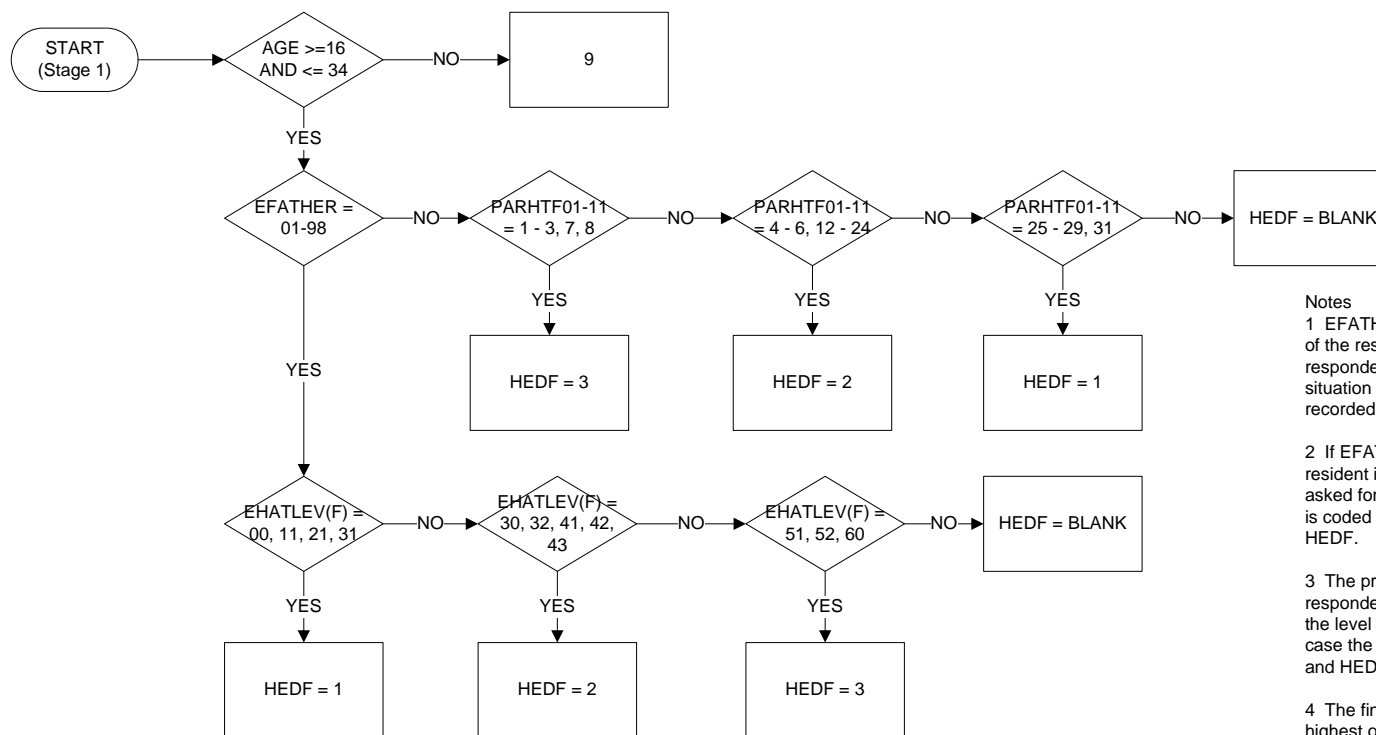 START
(Stage 1)
AGE >=16
AND <= 34
NO
9
YES
EFATHER =
01-98
NO
PARHTF01-11
= 1 - 3, 7, 8
NO
PARHTF01-11
= 4 - 6, 12 - 24
NO
PARHTF01-11
= 25 - 29, 31
NO
HEDF = BLANK
YES
YES
YES
YES
HEDF = 3
HEDF = 2
HEDF = 1
EHATLEV(F) =
00, 11, 21, 31
NO
EHATLEV(F) =
30, 32, 41, 42,
43
NO
EHATLEV(F) =
51, 52, 60
NO
HEDF = BLANK
YES
YES
YES
HEDF = 1
HEDF = 2
HEDF = 3
Notes
1 EFATH
of the res
responde
situation
recorded
2 If EFAT
resident i
asked for
is coded
HEDF.
3 The pr
responde
the level
case the
and HED
4 The fin
highest o